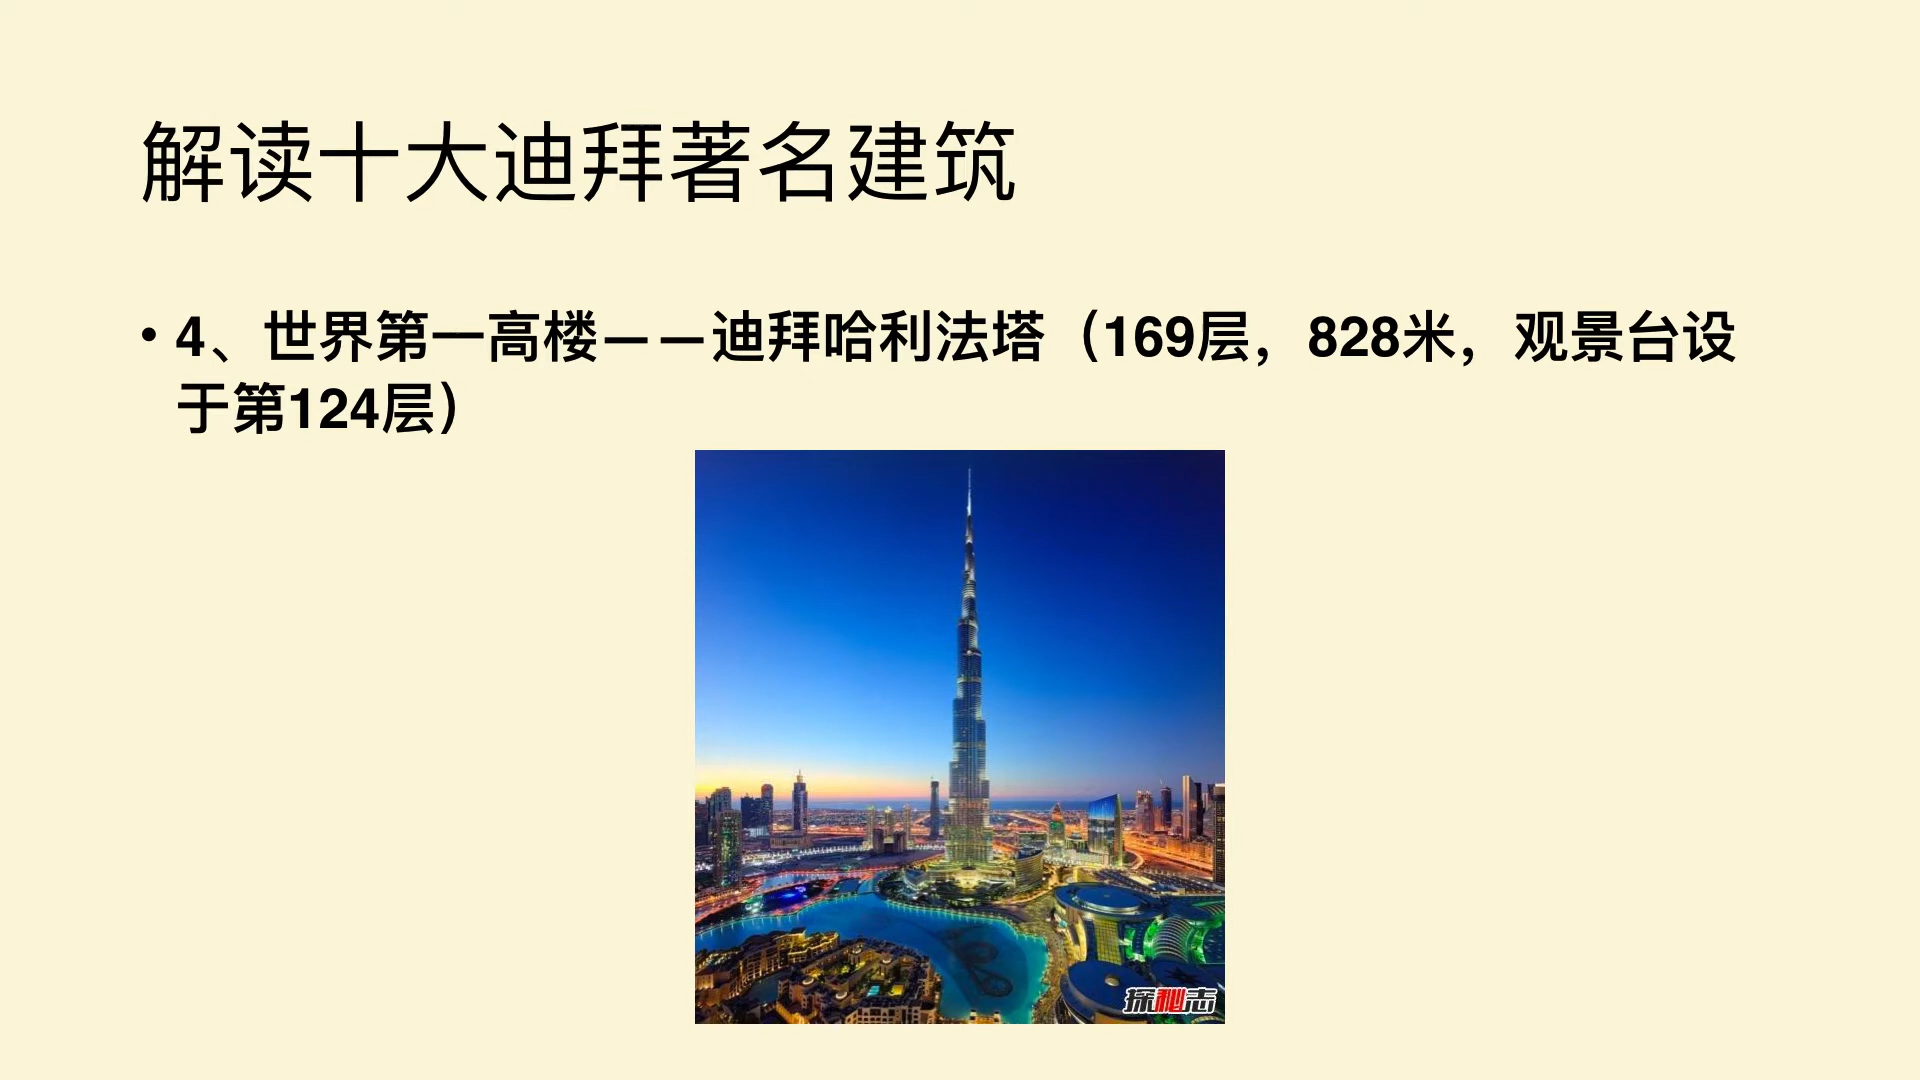 解读十大迪拜著名建筑
• 4、世界第一高楼——迪拜哈利法塔（169层，828米，观景台设
于第124层）
探秘志